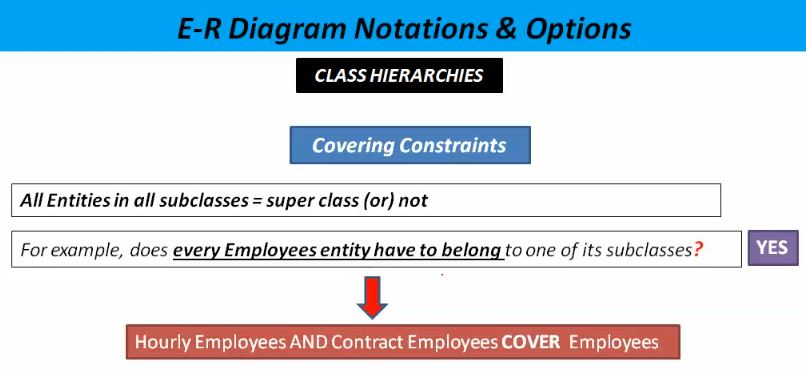 E-R Diagram Notations & Options
CLASS HIERARCHIES
Covering Constraints
All Entities in all subclasses = super class (or) not
For example, does every Employees entity have to belong to one of its subclasses?
YES
Hourly Employees AND Contract Employees COVER Employees